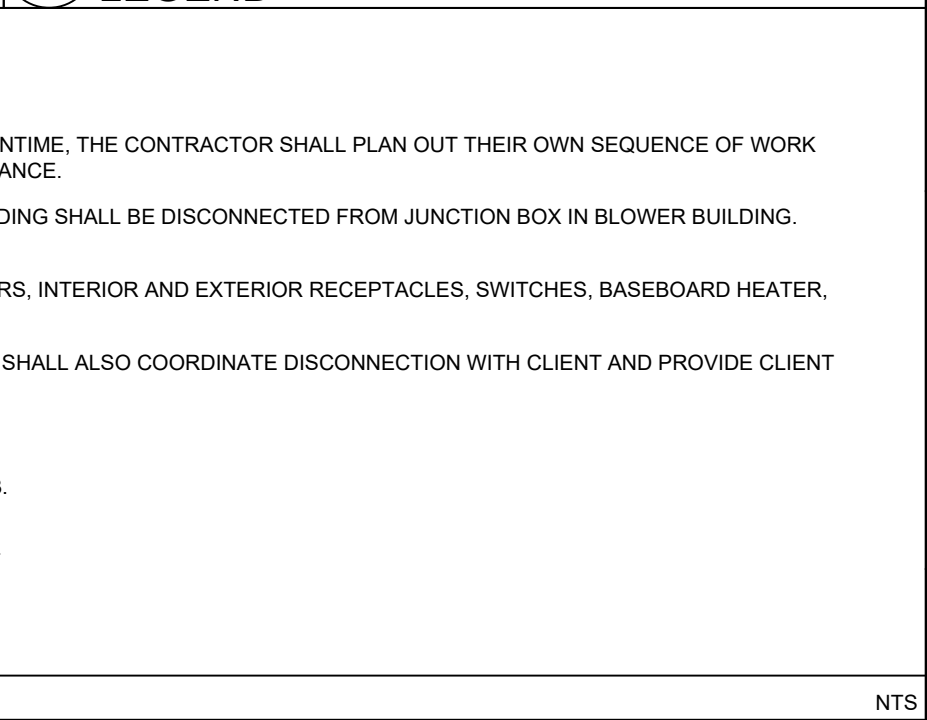 NTIME, THE CONTRACTOR SHALL PLAN OUT THEIR OWN SEQUENCE OF WORK
ANCE.
DING SHALL BE DISCONNECTED FROM JUNCTION BOX IN BLOWER BUILDING.
RS, INTERIOR AND EXTERIOR RECEPTACLES, SWITCHES, BASEBOARD HEATER,
SHALL ALSO COORDINATE DISCONNECTION WITH CLIENT AND PROVIDE CLIENT
NTS